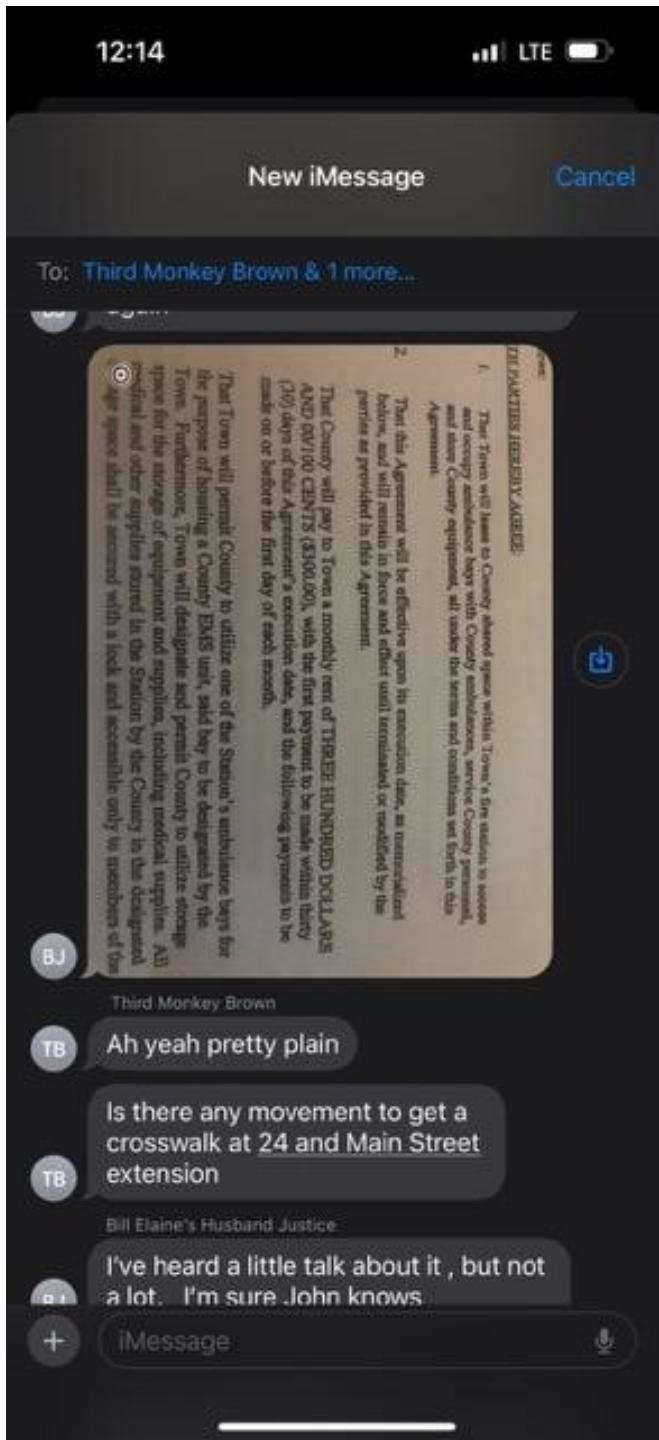 12:14
LTE
New iMessage
Cancel
To: Third Monkey Brown & 1 more...
again
TH PARTIES HEREBY AGREE:
1. That Town will lease to County shared space within Town's fire station to access
and occupy ambulance bays with County ambulances, service County personnel,
and store County equipment, all under the terms and conditions set forth in this
Agreement.
2. That this Agreement will be effective upon its execution date, as memorialized
below, and will remain in force and effect until terminated or modified by the
parties as provided in this Agreement.
That County will pay to Town a monthly rent of THREE HUNDRED DOLLARS
AND 00/100 CENTS ($300.00), with the first payment to be made within thirty
(30) days of this Agreement's execution date, and the following payments to be
made on or before the first day of each month.
That Town will permit County to utilize one of the Station's ambulance bays for
the purpose of housing a County EMS unit, said bay to be designated by the
Town. Furthermore, Town will designate and permit County to utilize storage
space for the storage of equipment and supplies, including medical supplies. All
medical and other supplies stored in the Station by the County in the designated
space shall be secured with a lock and accessible only to members of the
BJ
Third Monkey Brown
TB
Ah yeah pretty plain
Is there any movement to get a
crosswalk at 24 and Main Street
extension
TB
Bill Elaine's Husband Justice
I've heard a little talk about it , but not
a lot. I'm sure John knows
BJ
iMessage